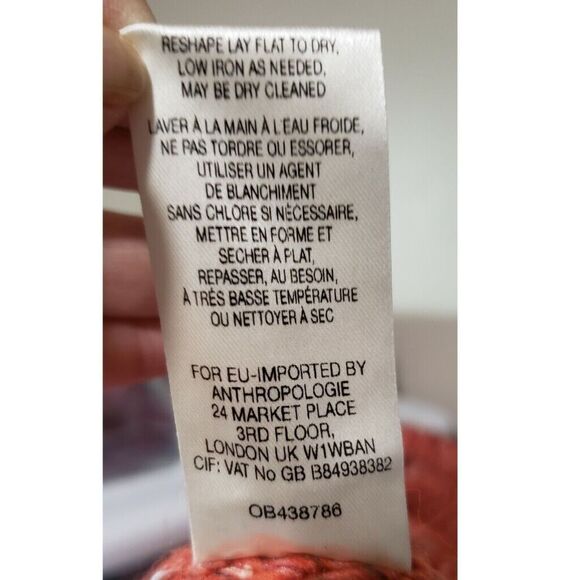 RESHAPE LAY FLAT TO DRY,
LOW IRON AS NEEDED,
MAY BE DRY CLEANED
LAVER À LA MAIN À L'EAU FROIDE,
NE PAS TORDRE OU ESSORER,
UTILISER UN AGENT
DE BLANCHIMENT
SANS CHLORE SI NÉCESSAIRE,
METTRE EN FORME ET
SECHER À PLAT,
REPASSER, AU BESOIN,
À TRÉS BASSE TEMPÉRATURE
OU NETTOYER À SEC
FOR EU-IMPORTED BY
ANTHROPOLOGIE
24 MARKET PLACE
3RD FLOOR,
LONDON UK W1WBAN
CIF: VAT No GB B84938382
OB438786